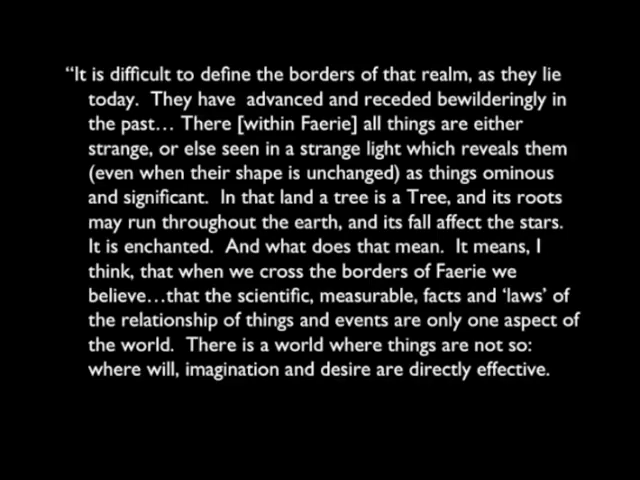 “It is difficult to define the borders of that realm, as they lie
today.  They have  advanced and receded bewilderingly in
the past… There [within Faerie] all things are either
strange, or else seen in a strange light which reveals them
(even when their shape is unchanged) as things ominous
and significant.  In that land a tree is a Tree, and its roots
may run throughout the earth, and its fall affect the stars.
It is enchanted.  And what does that mean.  It means, I
think, that when we cross the borders of Faerie we
believe…that the scientific, measurable, facts and ‘laws’ of
the relationship of things and events are only one aspect of
the world.  There is a world where things are not so:
where will, imagination and desire are directly effective.